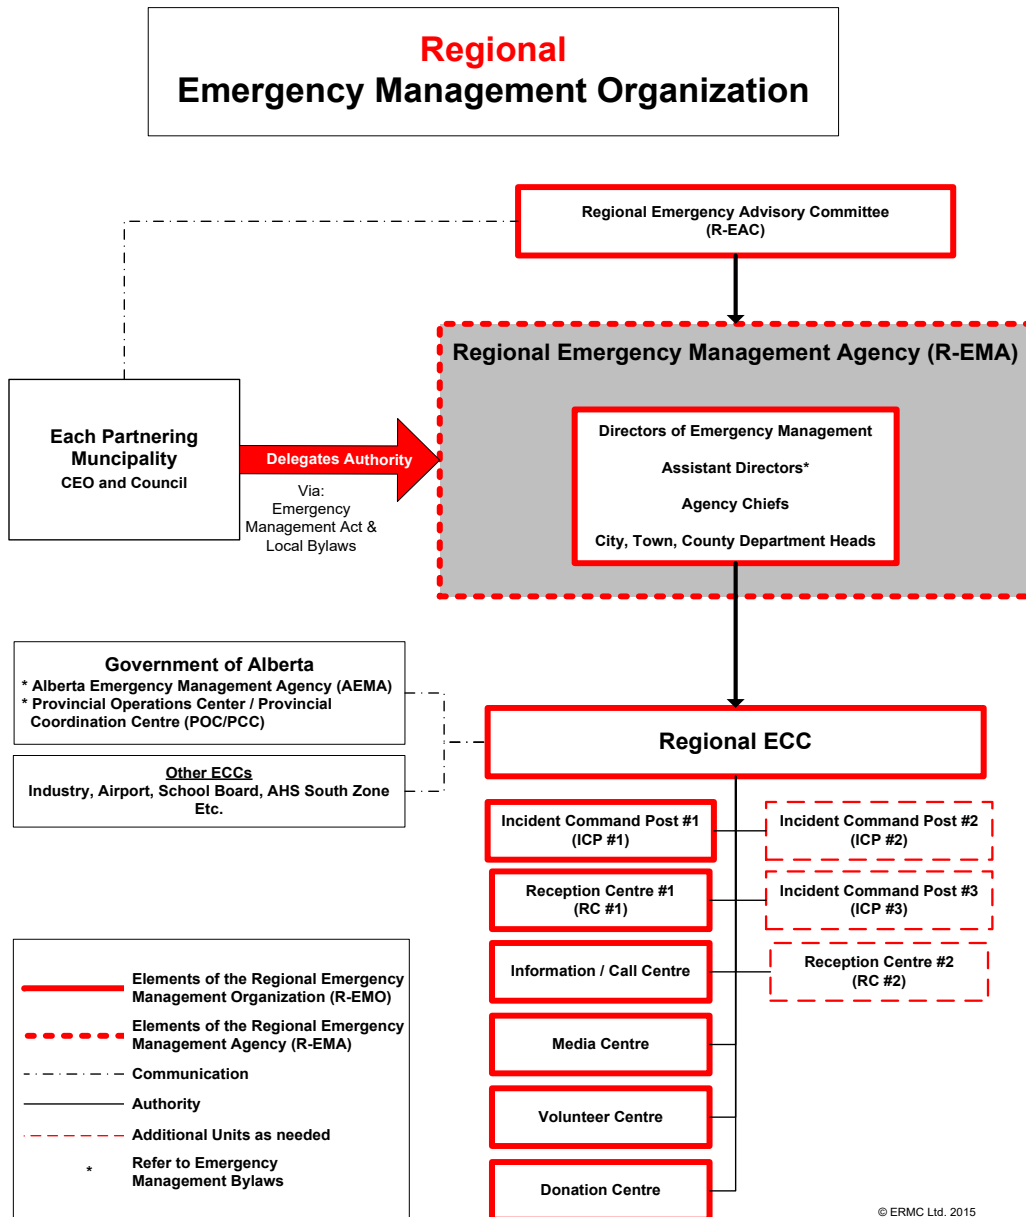 Regional
Emergency Management Organization
Regional Emergency Advisory Committee
(R-EAC)
Regional Emergency Management Agency (R-EMA)
Each Partnering
Muncipality
CEO and Council
Delegates Authority
Via:
Emergency
Management Act &
Local Bylaws
Directors of Emergency Management
Assistant Directors*
Agency Chiefs
City, Town, County Department Heads
Government of Alberta
* Alberta Emergency Management Agency (AEMA)
* Provincial Operations Center / Provincial
Coordination Centre (POC/PCC)
Other ECCs
Industry, Airport, School Board, AHS South Zone
Etc.
Regional ECC
Incident Command Post #1
(ICP #1)
Incident Command Post #2
(ICP #2)
Reception Centre #1
(RC #1)
Incident Command Post #3
(ICP #3)
Information / Call Centre
Reception Centre #2
(RC #2)
Media Centre
Volunteer Centre
Donation Centre
Elements of the Regional Emergency
Management Organization (R-EMO)
Elements of the Regional Emergency
Management Agency (R-EMA)
Communication
Authority
Additional Units as needed
* Refer to Emergency
Management Bylaws
© ERMC Ltd. 2015